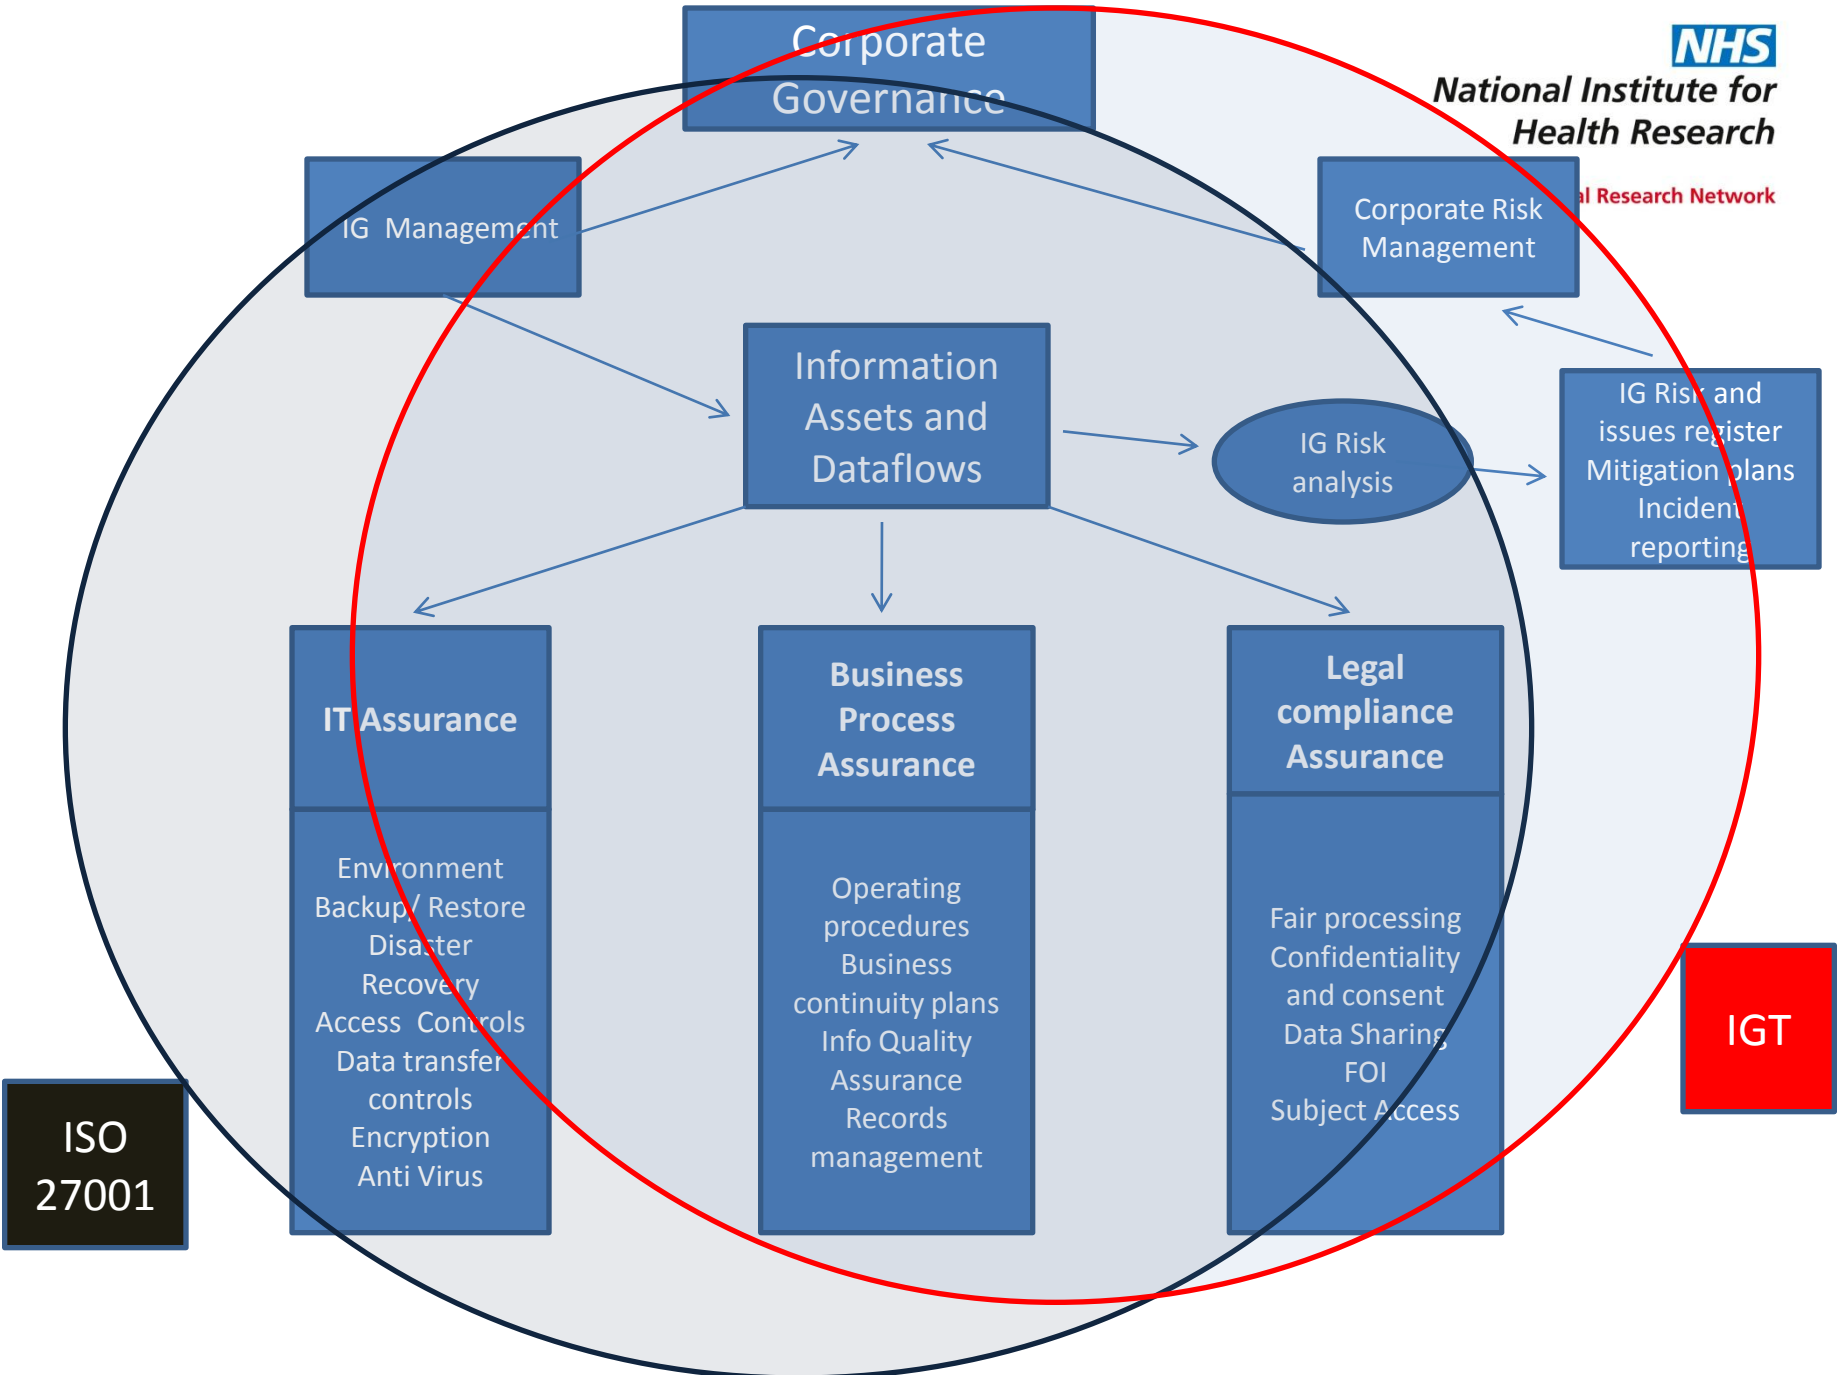 Corporate
Governance
NHS
National Institute for
Health Research
Research Network
IG Management
Corporate Risk
Management
Information
Assets and
Dataflows
IG Risk
analysis
IG Risk and
issues register
Mitigation plans
Incident
reporting
IT Assurance
Environment
Backup/ Restore
Disaster
Recovery
Access Controls
Data transfer
controls
Encryption
Anti Virus
Business
Process
Assurance
Operating
procedures
Business
continuity plans
Info Quality
Assurance
Records
management
Legal
compliance
Assurance
Fair processing
Confidentiality
and consent
Data Sharing
FOI
Subject Access
IGT
ISO
27001